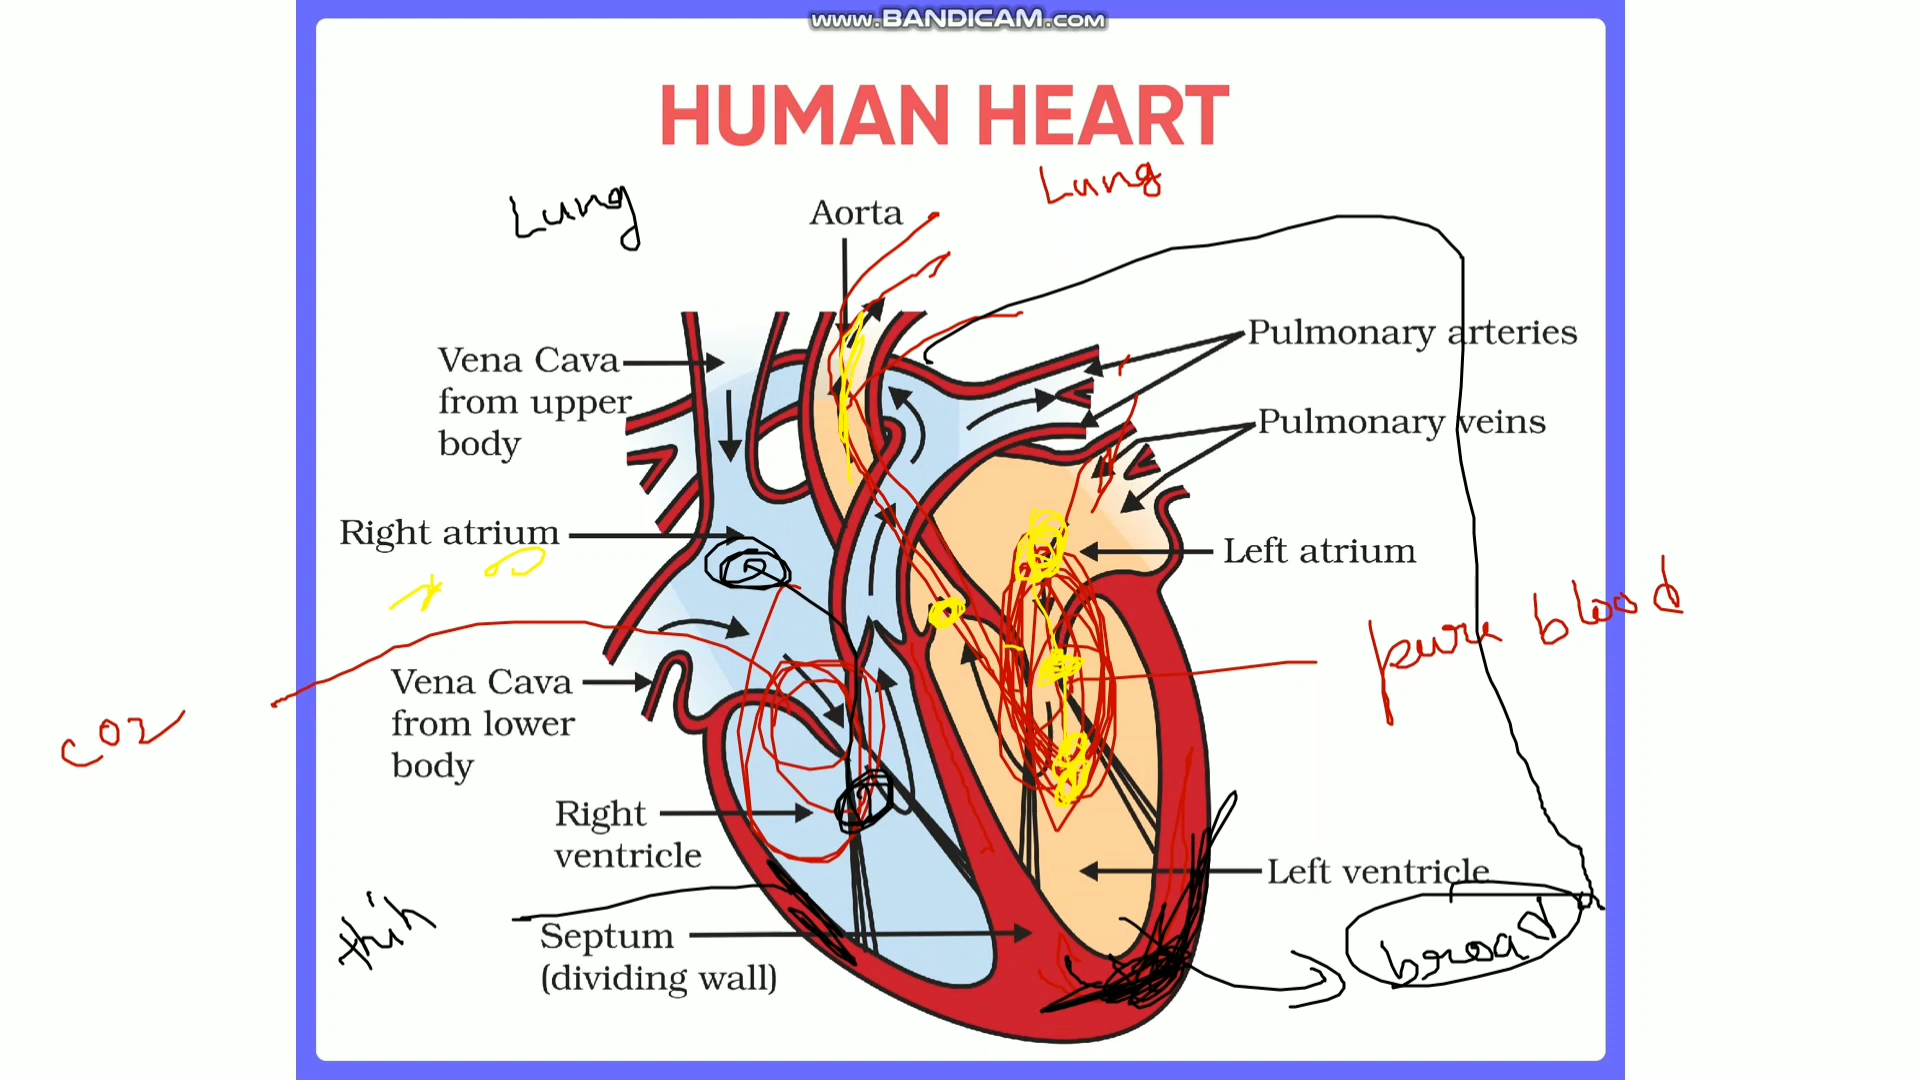 www.BANDICAM.com
HUMAN HEART
Lung
Lung
Aorta
Pulmonary arteries
Vena Cava
from upper
body
Pulmonary veins
Right atrium
Left atrium
pure blood
Vena Cava
from lower
body
CO2
Right
ventricle
Left ventricle
thin
Septum
(dividing wall)
broad